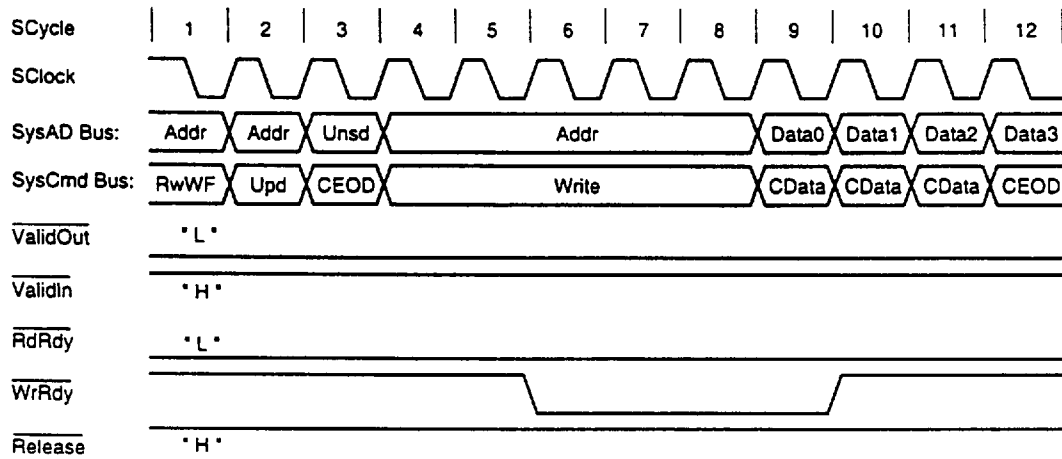 SCycle 1 2 3 4 5 6 7 8 9 10 11 12
SClock
SysAD Bus: Addr Addr Unsd Addr Data0 Data1 Data2 Data3
SysCmd Bus: RwWF Upd CEOD Write CData CData CData CEOD
ValidOut "L"
ValidIn "H"
RdRdy "L"
WrRdy
Release "H"